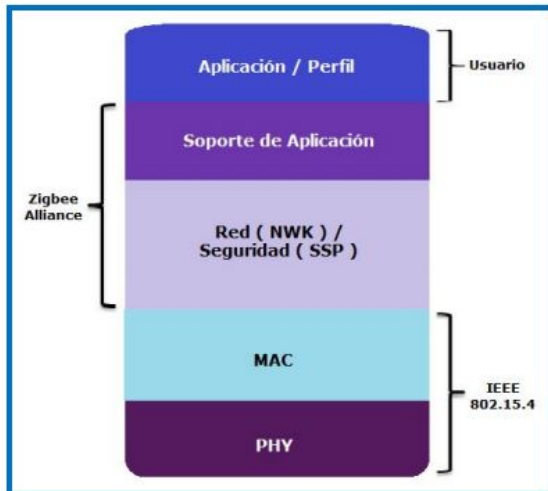 Aplicación / Perfil
Usuario
Soporte de Aplicación
Zigbee
Alliance
Red ( NWK ) /
Seguridad ( SSP )
MAC
IEEE
802.15.4
PHY